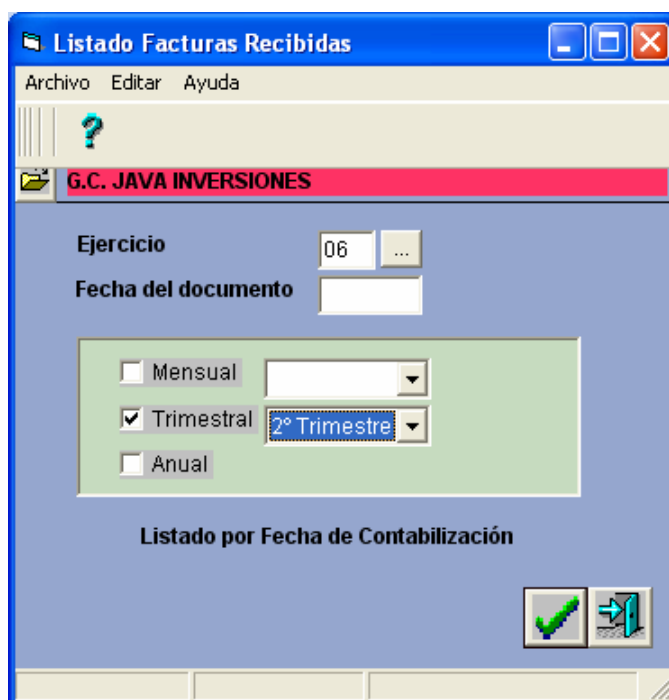 Listado Facturas Recibidas
Archivo Editar Ayuda
G.C. JAVA INVERSIONES
Ejercicio 06 ...
Fecha del documento
Mensual
Trimestral 2º Trimestre
Anual
Listado por Fecha de Contabilización